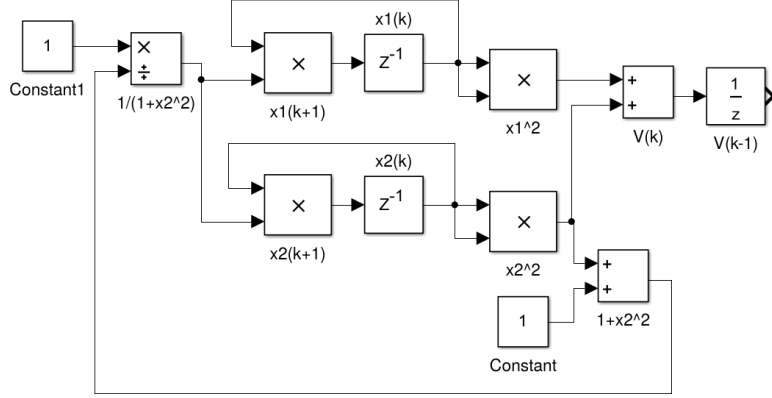 x1(k)
1
×
÷
×
z-1
×
+
+
1
z
Constant1
1/(1+x2^2)
x1(k+1)
x1^2
V(k)
V(k-1)
x2(k)
×
z-1
×
x2(k+1)
x2^2
+
+
1
1+x2^2
Constant